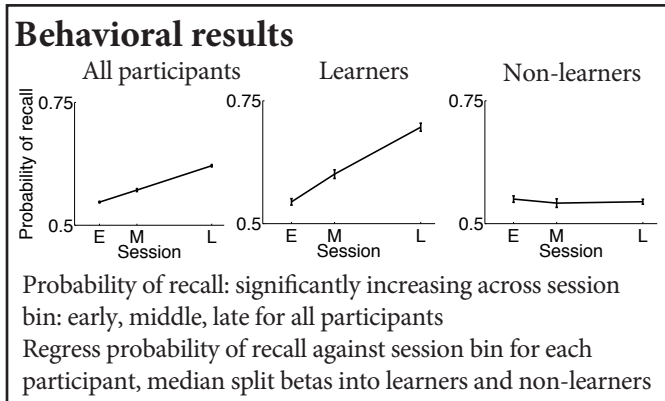 Behavioral results
All participants
Learners
Non-learners
0.75
0.5
Probability of recall
E M L
Session
0.75
0.5
E M L
Session
0.75
0.5
E M L
Session
Probability of recall: significantly increasing across session
bin: early, middle, late for all participants
Regress probability of recall against session bin for each
participant, median split betas into learners and non-learners